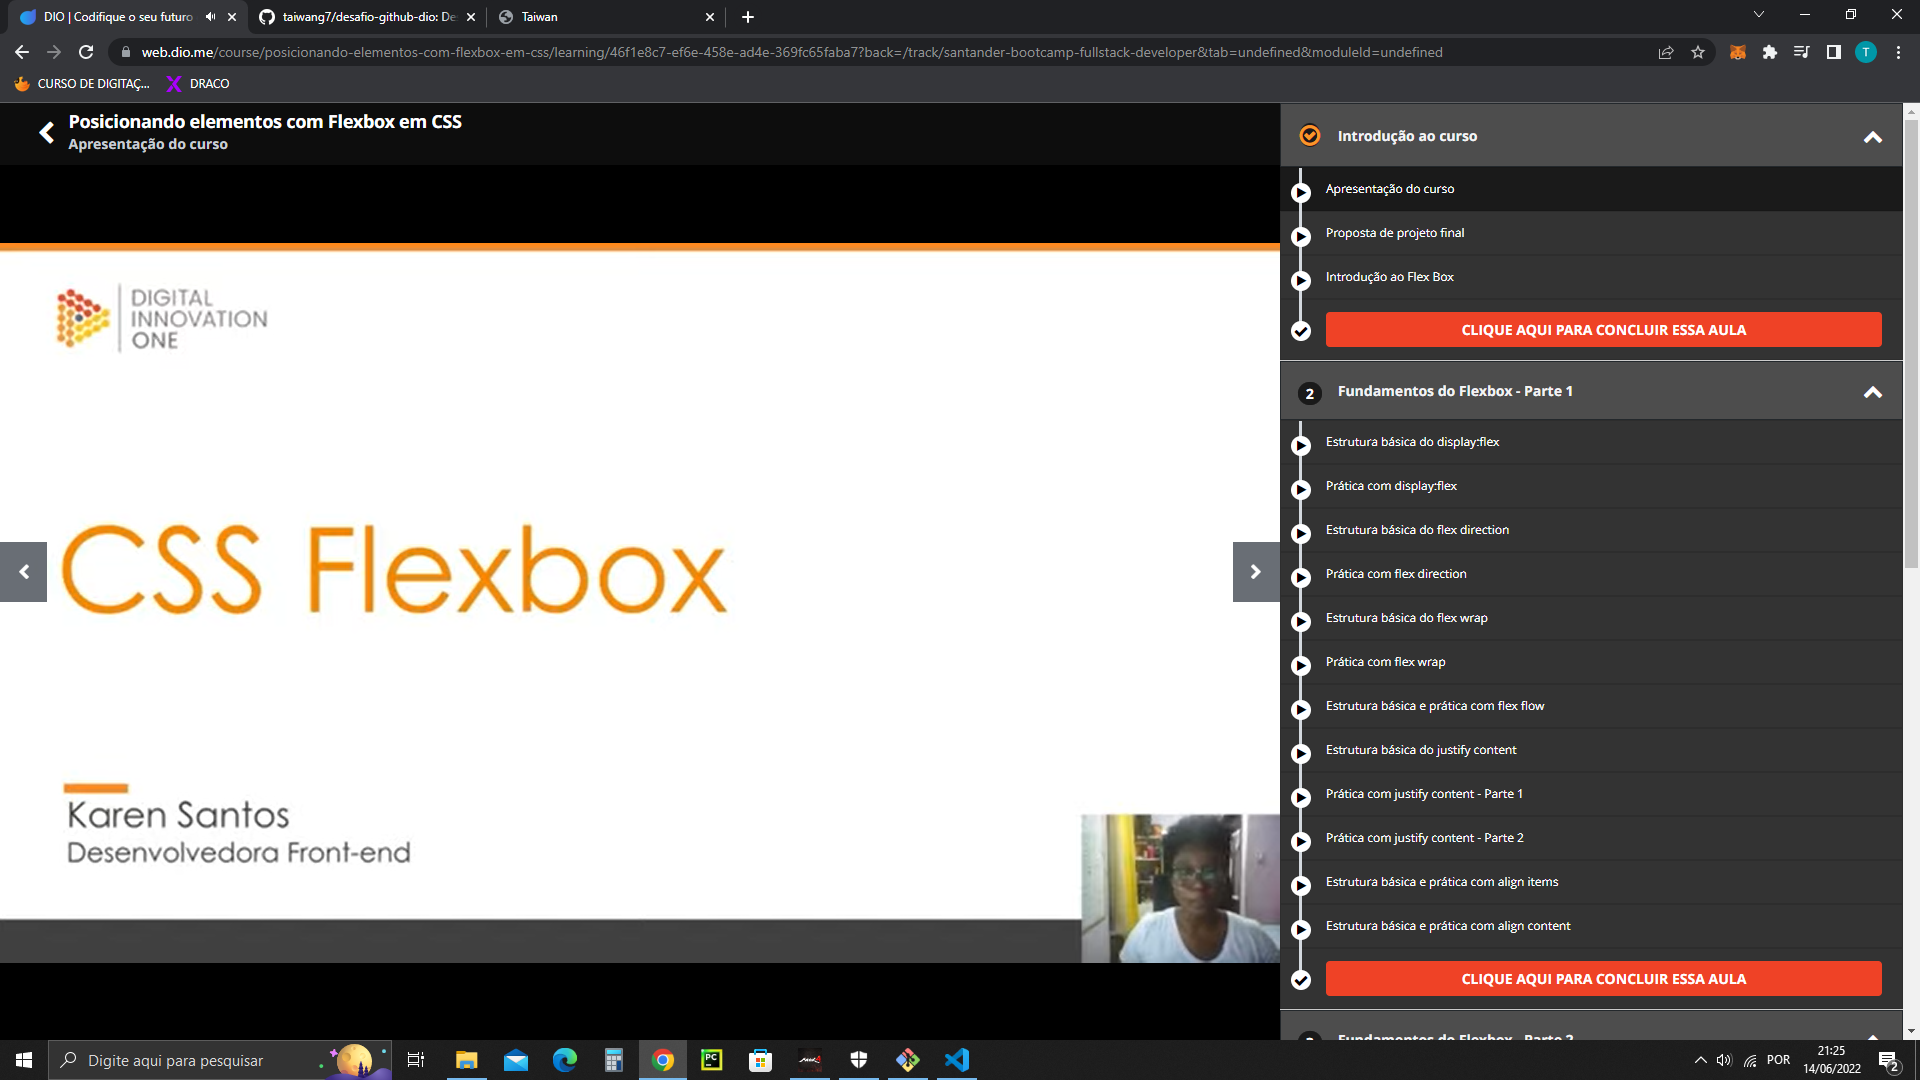 DIO | Codifique o seu futuro
taiwang7/desafio-github-dio: De
Taiwan
web.dio.me/course/posicionando-elementos-com-flexbox-em-css/learning/46f1e8c7-ef6e-458e-ad4e-369fc65faba7?back=/track/santander-bootcamp-fullstack-developer&tab=undefined&moduleId=undefined
T
CURSO DE DIGITAÇ...
DRACO
Posicionando elementos com Flexbox em CSS
Apresentação do curso
DIGITAL
INNOVATION
ONE
CSS Flexbox
Karen Santos
Desenvolvedora Front-end
Introdução ao curso
Apresentação do curso
Proposta de projeto final
Introdução ao Flex Box
CLIQUE AQUI PARA CONCLUIR ESSA AULA
2
Fundamentos do Flexbox - Parte 1
Estrutura básica do display:flex
Prática com display:flex
Estrutura básica do flex direction
Prática com flex direction
Estrutura básica do flex wrap
Prática com flex wrap
Estrutura básica e prática com flex flow
Estrutura básica do justify content
Prática com justify content - Parte 1
Prática com justify content - Parte 2
Estrutura básica e prática com align items
Estrutura básica e prática com align content
CLIQUE AQUI PARA CONCLUIR ESSA AULA
Fundamentos do Flexbox - Parte 2
Digite aqui para pesquisar
PC
POR
21:25
14/06/2022
2